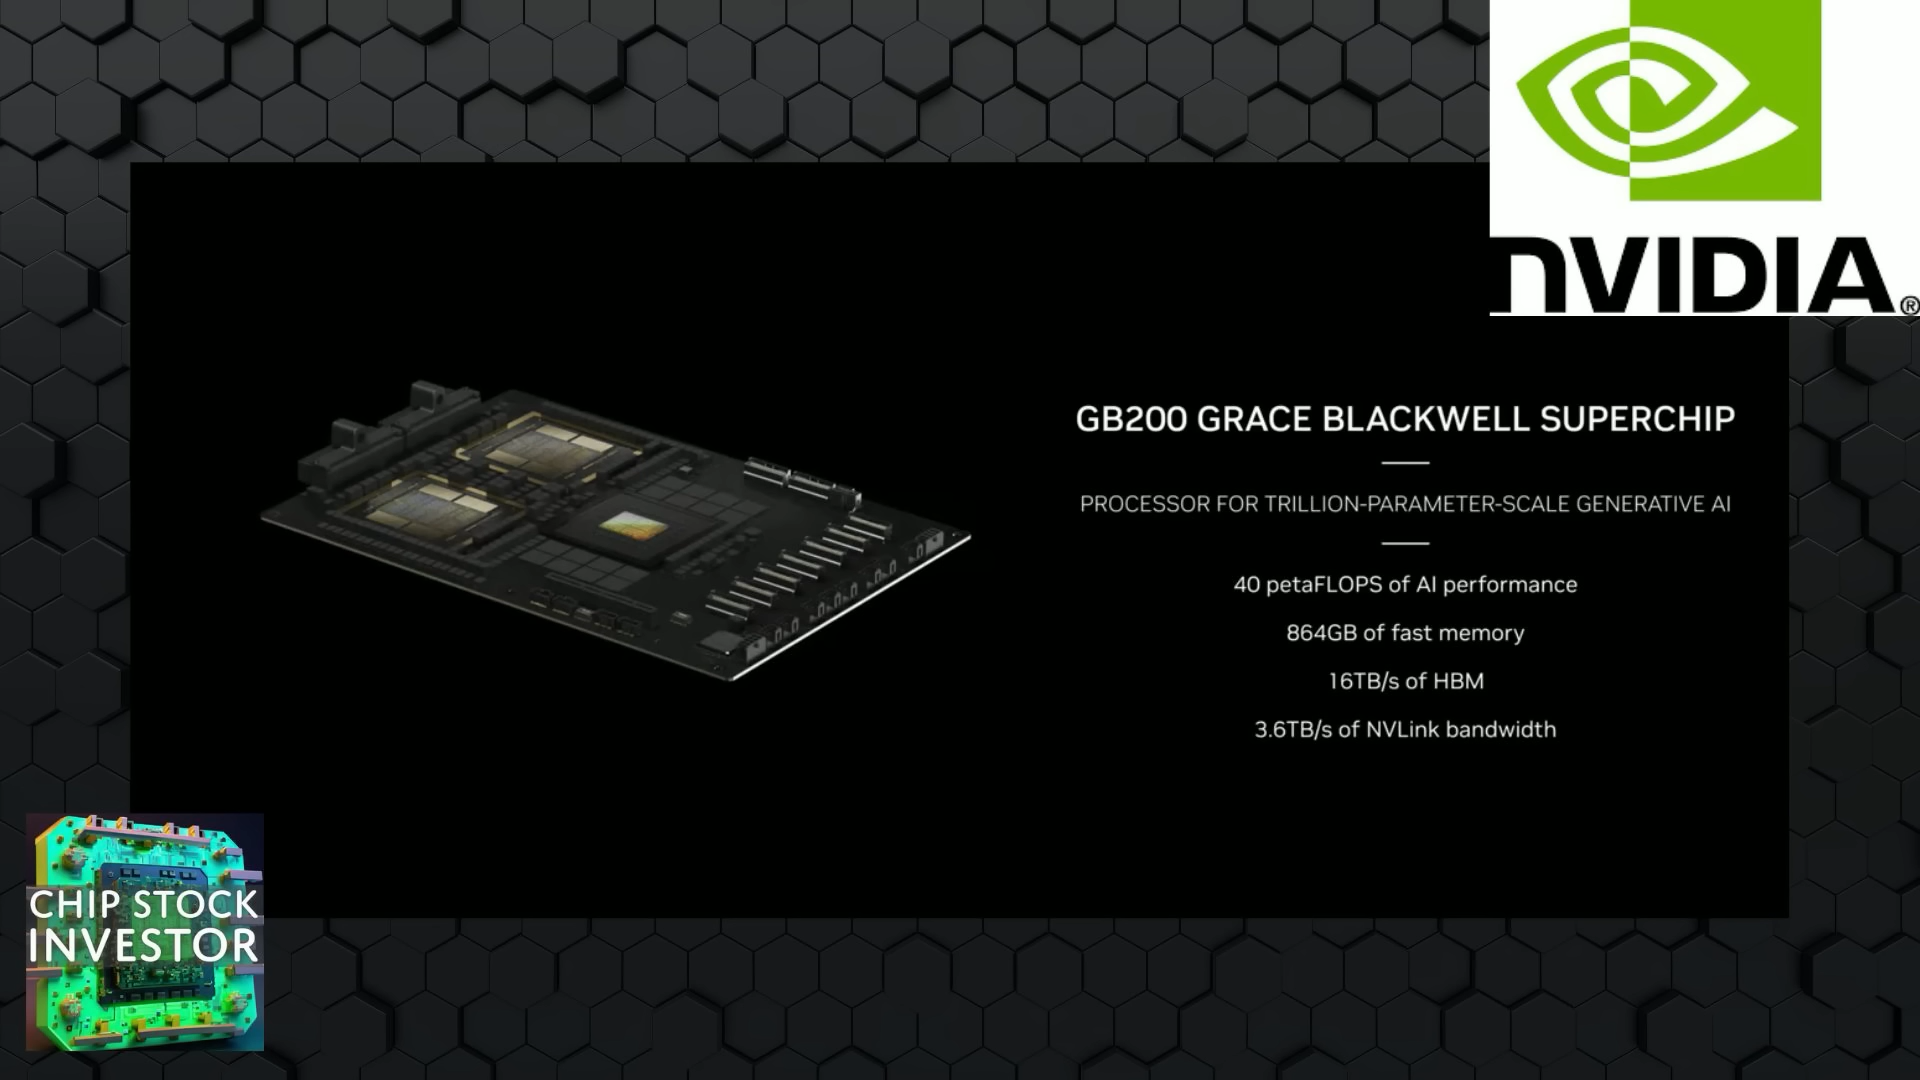 NVIDIA®
GB200 GRACE BLACKWELL SUPERCHIP
PROCESSOR FOR TRILLION-PARAMETER-SCALE GENERATIVE AI
40 petaFLOPS of AI performance
864GB of fast memory
16TB/s of HBM
3.6TB/s of NVLink bandwidth
CHIP STOCK
INVESTOR